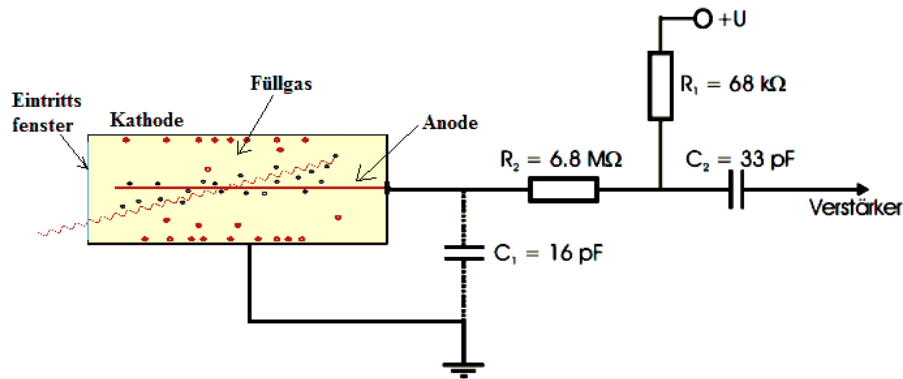 +U
R₁ = 68 kΩ
Füllgas
Eintritts
fenster
Kathode
Anode
R₂ = 6.8 MΩ
C₂ = 33 pF
Verstärker
C₁ = 16 pF